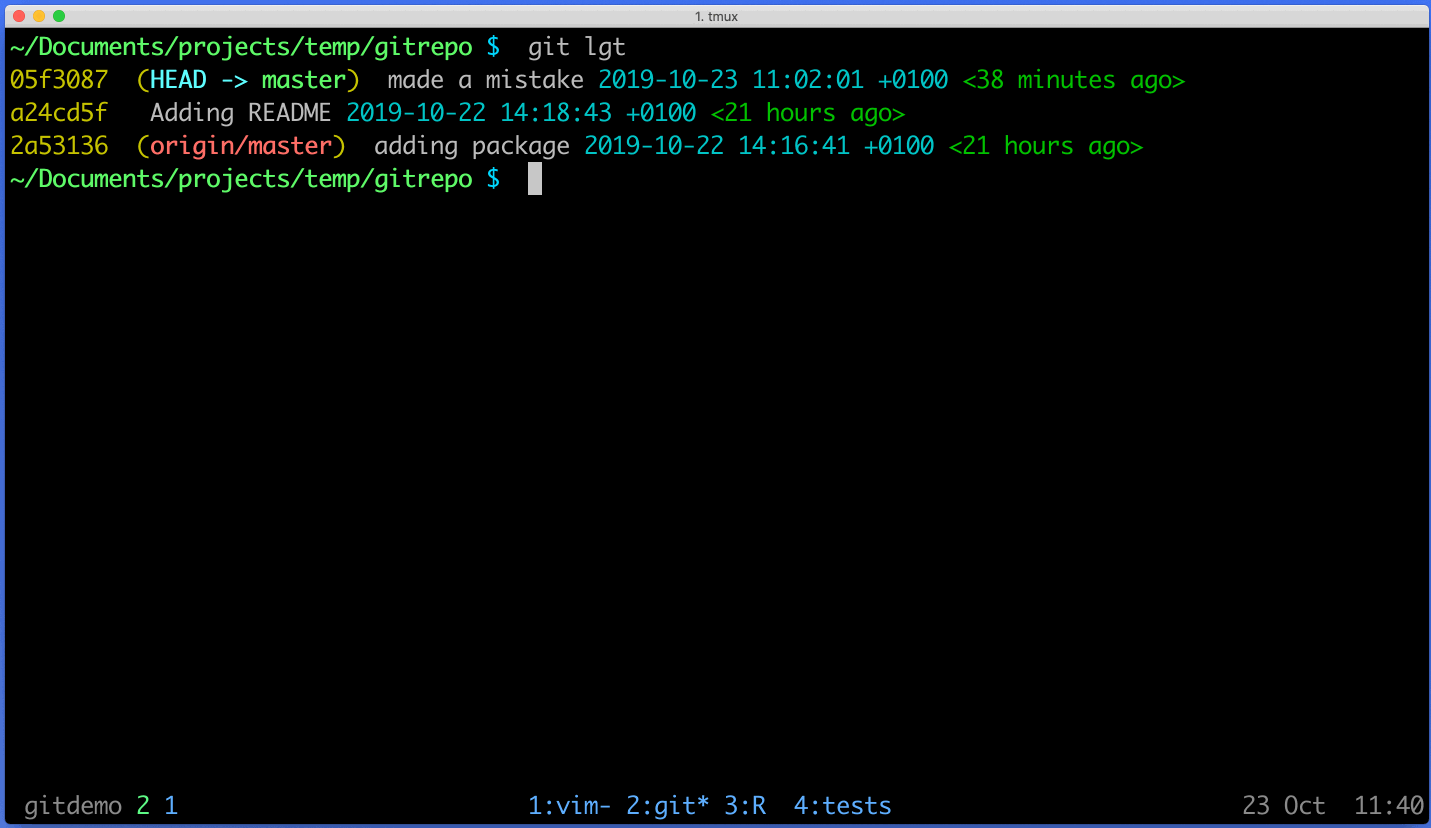 1. tmux
~/Documents/projects/temp/gitrepo $  git lgt
05f3087  (HEAD -> master)  made a mistake 2019-10-23 11:02:01 +0100 <38 minutes ago>
a24cd5f   Adding README 2019-10-22 14:18:43 +0100 <21 hours ago>
2a53136  (origin/master)  adding package 2019-10-22 14:16:41 +0100 <21 hours ago>
~/Documents/projects/temp/gitrepo $
gitdemo 2 1 1:vim- 2:git* 3:R  4:tests 23 Oct  11:40